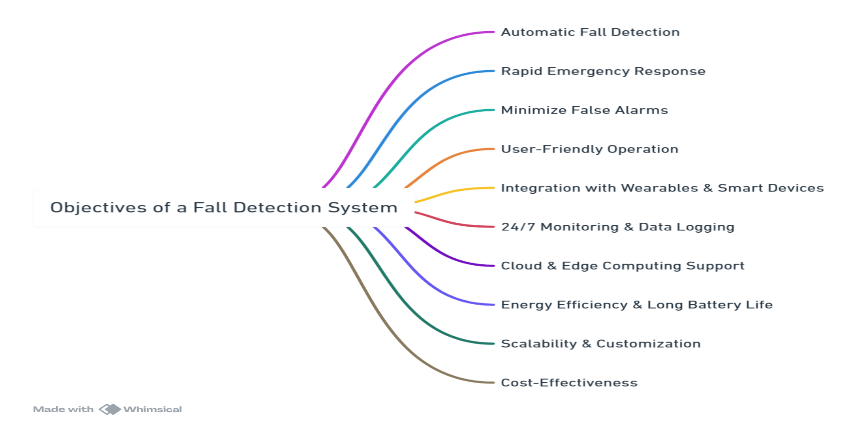 Automatic Fall Detection
Rapid Emergency Response
Minimize False Alarms
User-Friendly Operation
Integration with Wearables & Smart Devices
Objectives of a Fall Detection System
24/7 Monitoring & Data Logging
Cloud & Edge Computing Support
Energy Efficiency & Long Battery Life
Scalability & Customization
Cost-Effectiveness
Made with Whimsical